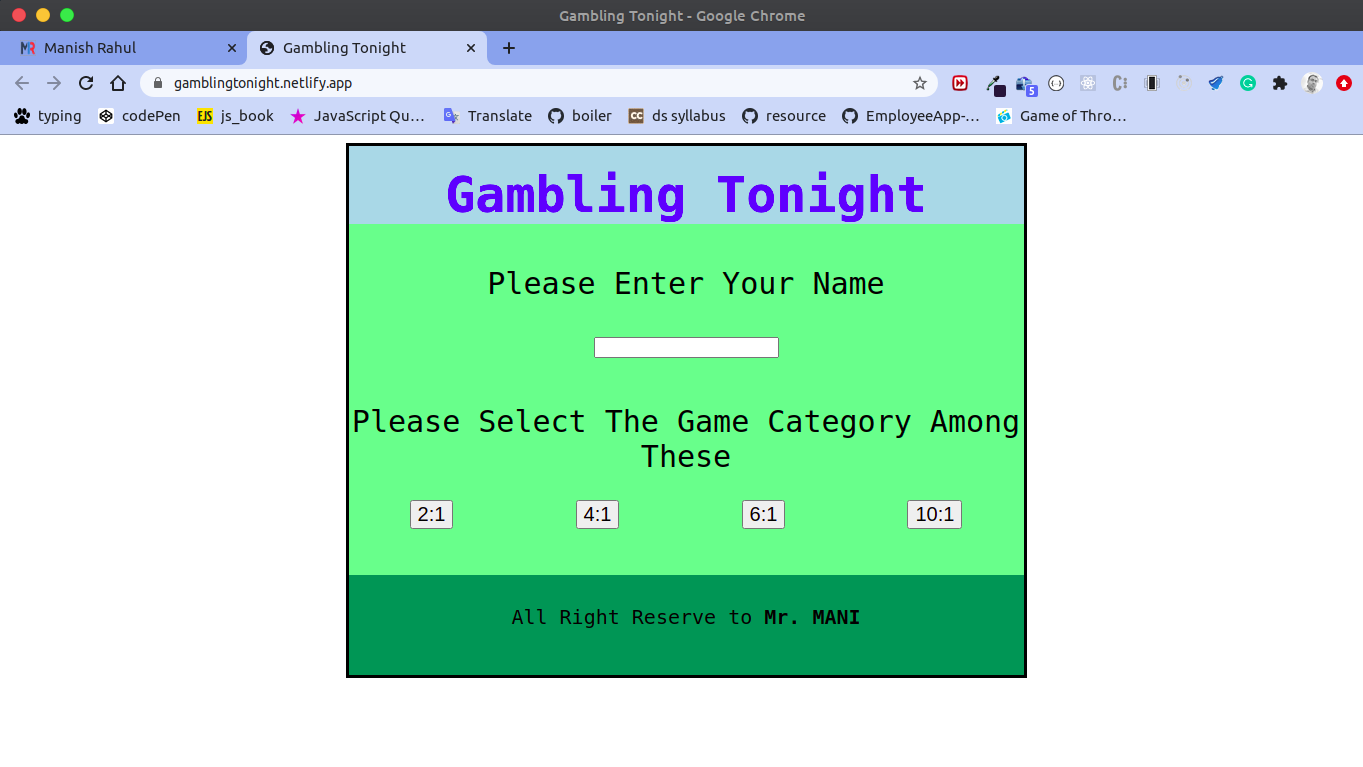 Gambling Tonight - Google Chrome
Manish Rahul
Gambling Tonight
gamblingtonight.netlify.app
5
typing
codePen
EJS js_book
JavaScript Qu...
Translate
boiler
CC ds syllabus
resource
EmployeeApp-...
Game of Thro...
Gambling Tonight
Please Enter Your Name
Please Select The Game Category Among
These
2:1 4:1 6:1 10:1
All Right Reserve to Mr. MANI